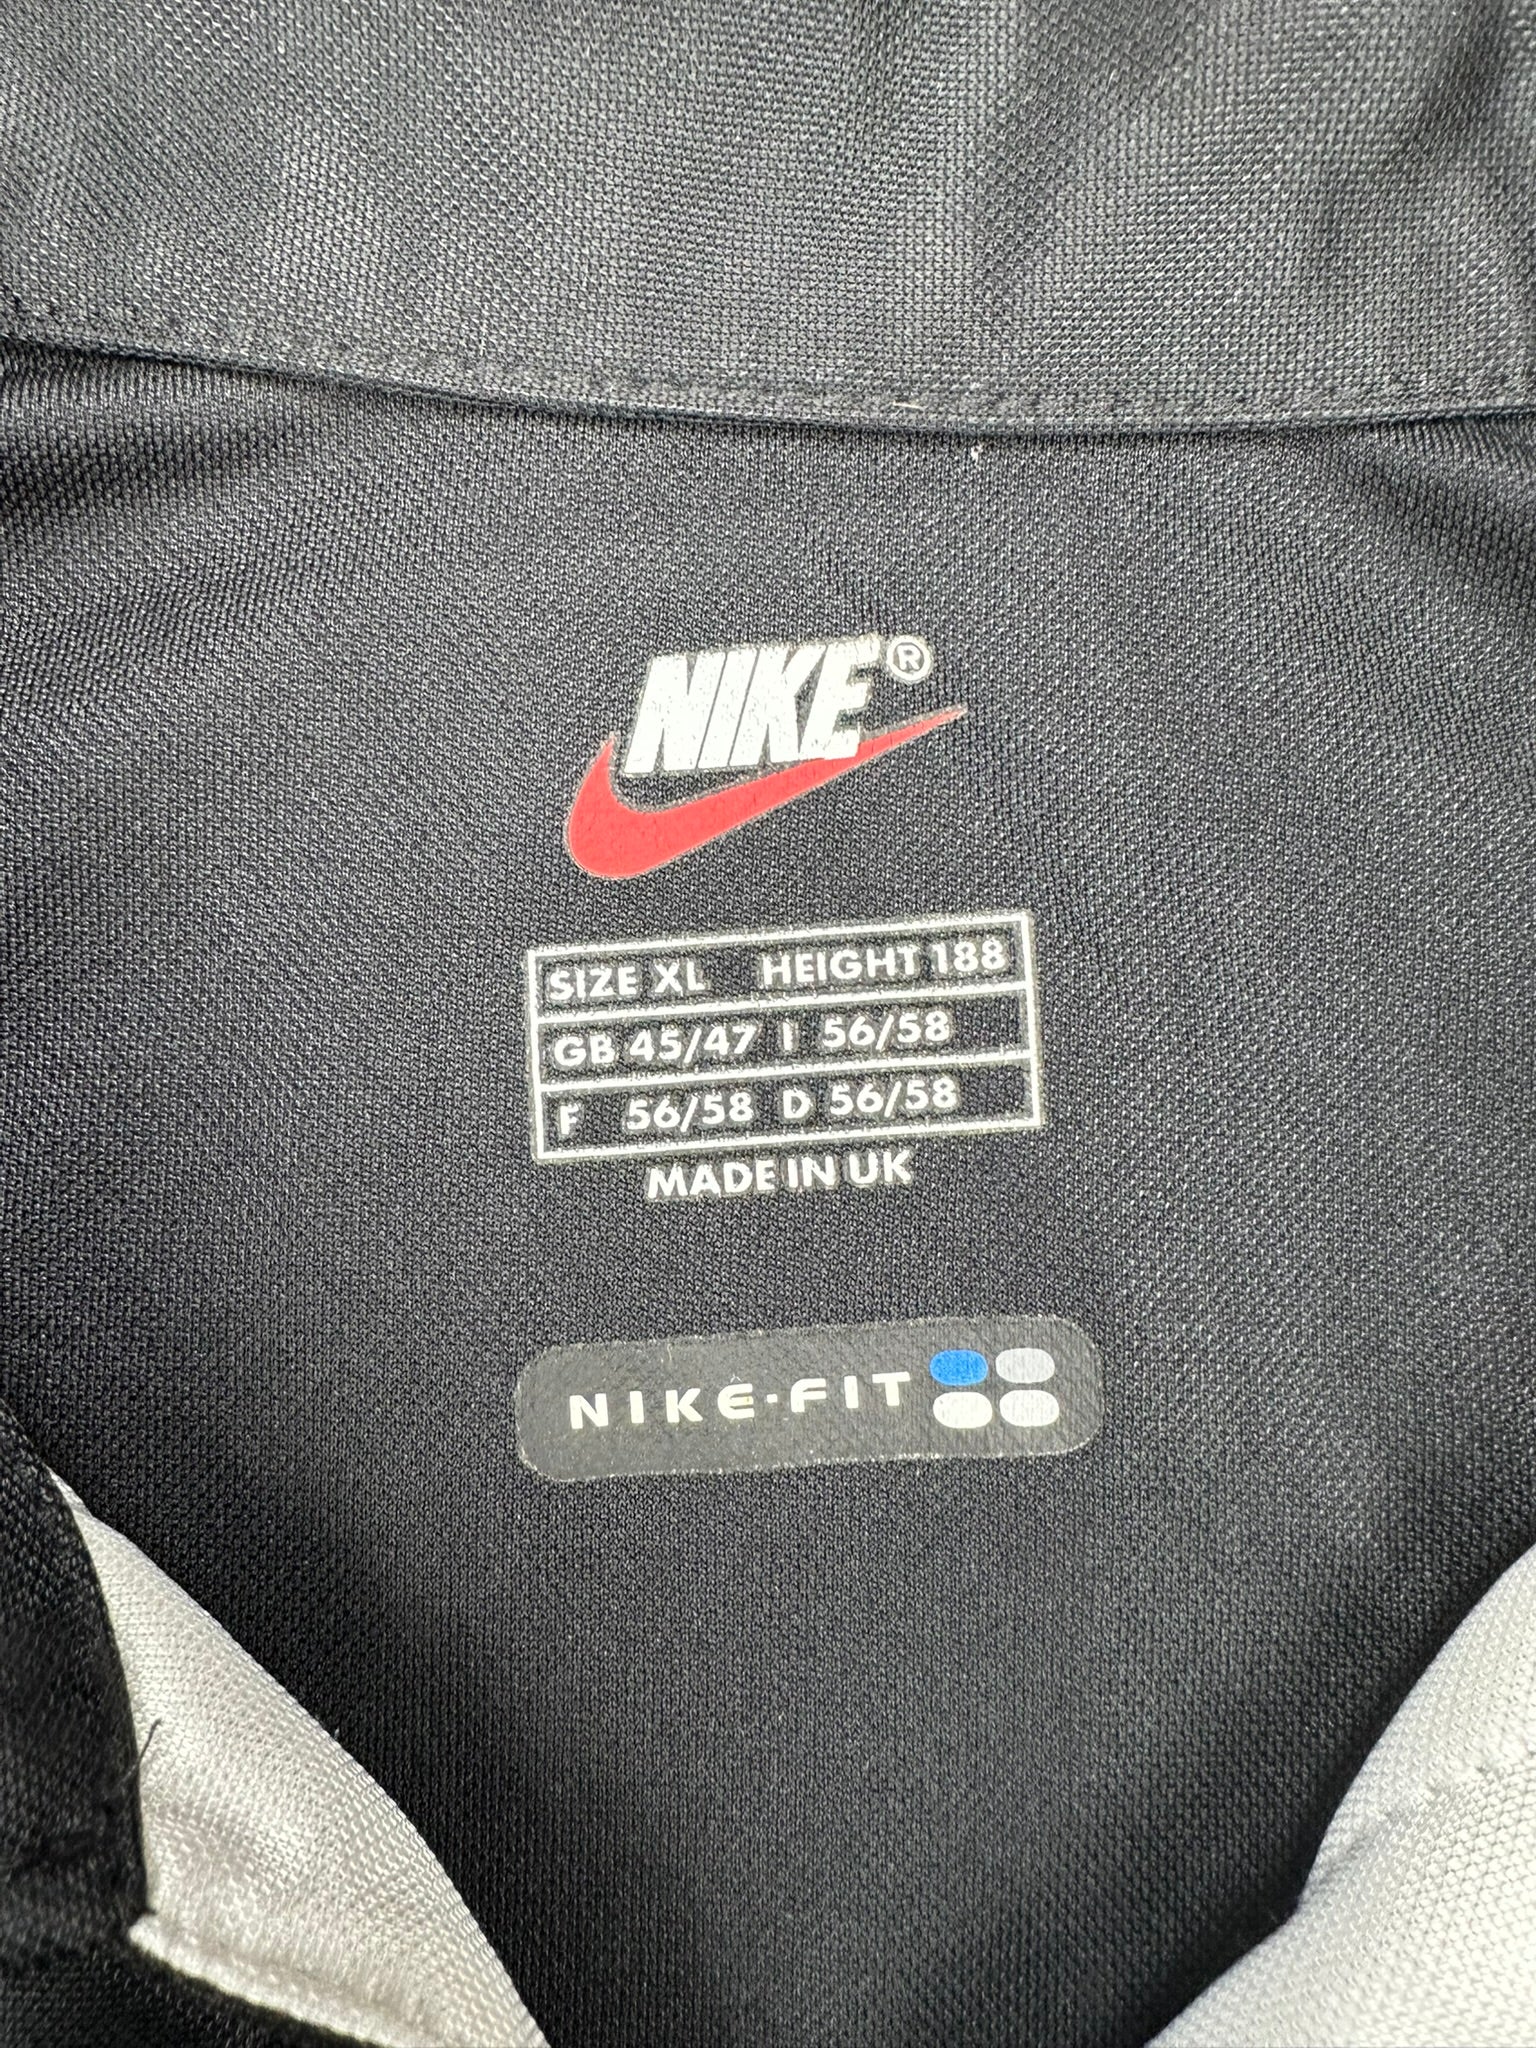 NIKE®
SIZE XL HEIGHT 188
GB 45/47 I 56/58
F 56/58 D 56/58
MADE IN UK
NIKE·FIT